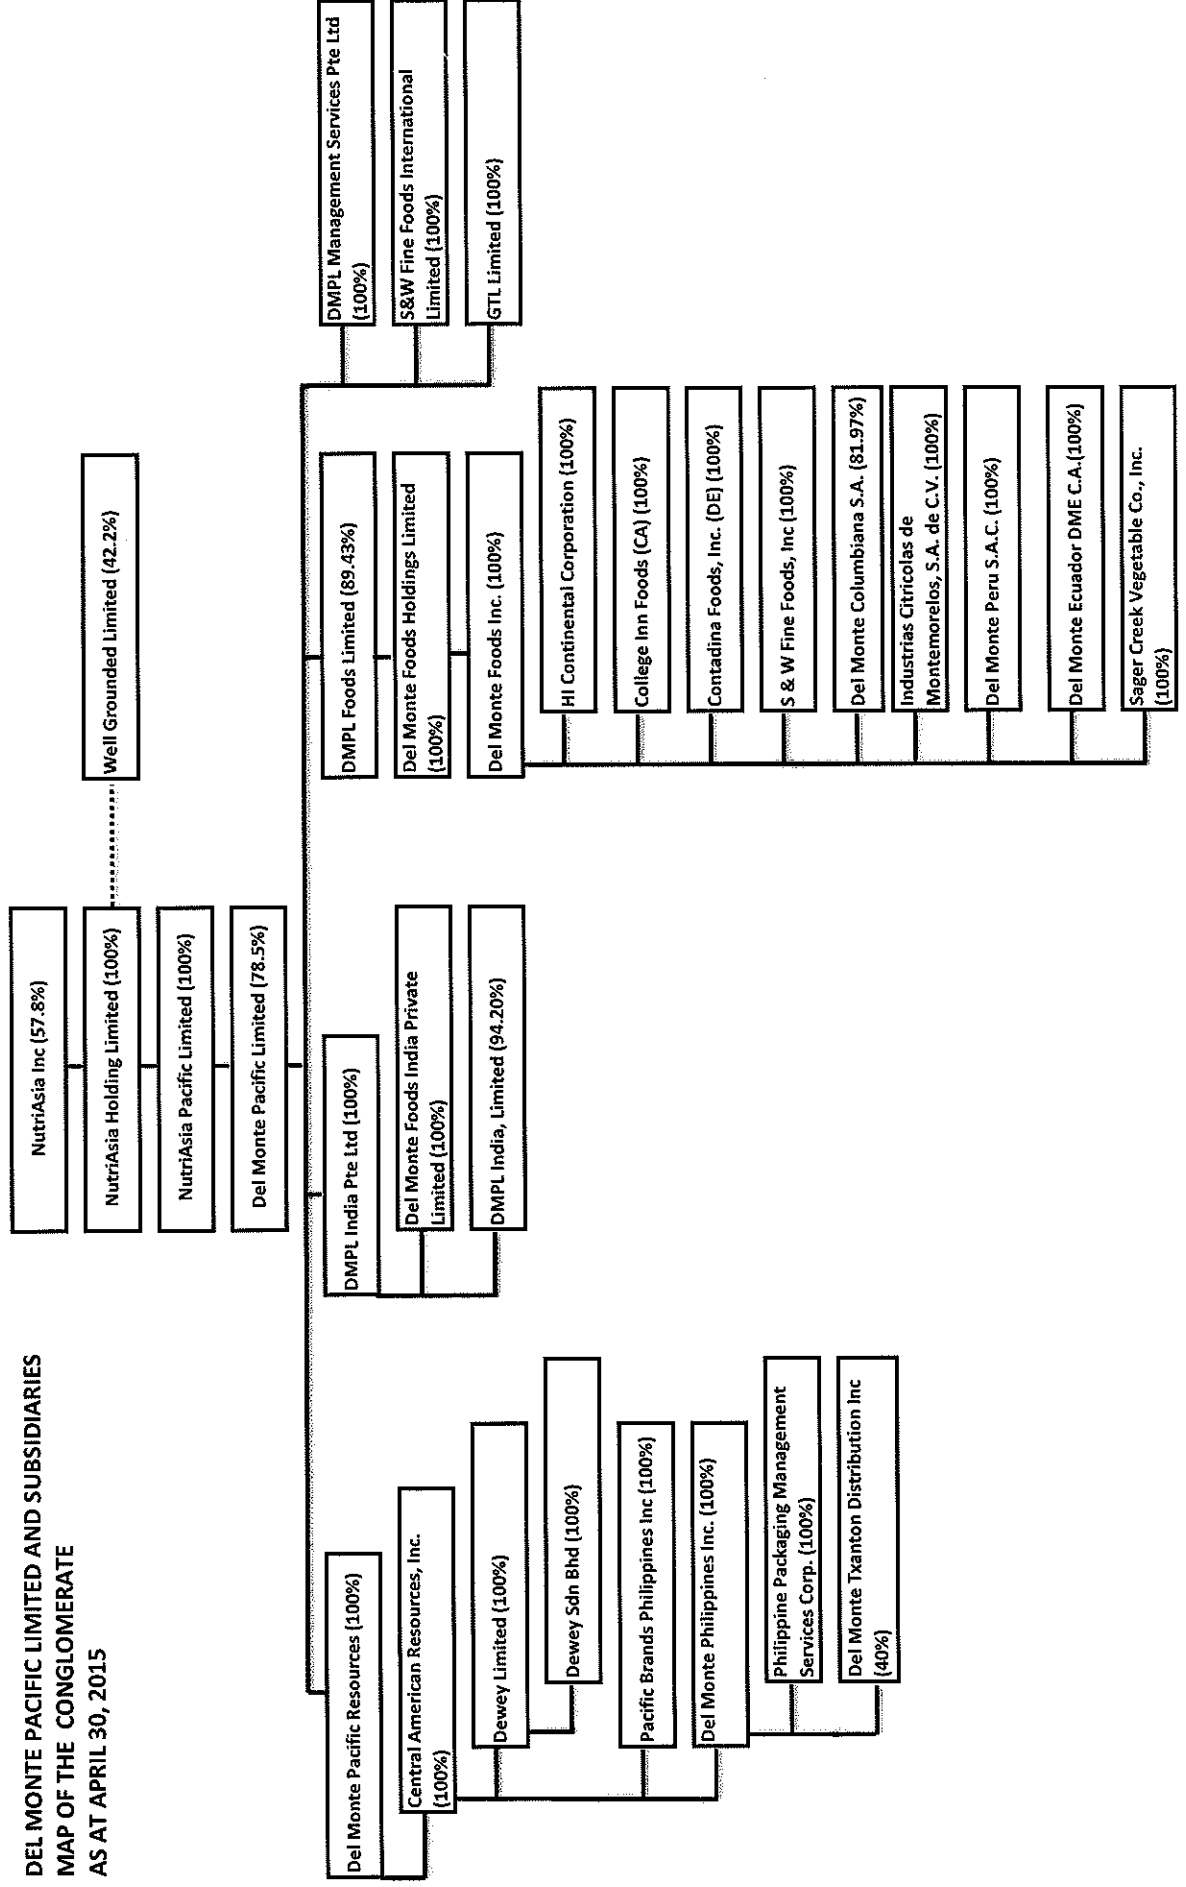 DEL MONTE PACIFIC LIMITED AND SUBSIDIARIES
MAP OF THE CONGLOMERATE
AS AT APRIL 30, 2015
NutriAsia Inc (57.8%)
NutriAsia Holding Limited (100%)
Well Grounded Limited (42.2%)
NutriAsia Pacific Limited (100%)
Del Monte Pacific Limited (78.5%)
Del Monte Pacific Resources (100%)
Central American Resources, Inc.
(100%)
Dewey Limited (100%)
Dewey Sdn Bhd (100%)
Pacific Brands Philippines Inc (100%)
Del Monte Philippines Inc. (100%)
Philippine Packaging Management
Services Corp. (100%)
Del Monte Txanton Distribution Inc
(40%)
DMPL India Pte Ltd (100%)
Del Monte Foods India Private
Limited (100%)
DMPL India, Limited (94.20%)
DMPL Foods Limited (89.43%)
Del Monte Foods Holdings Limited
(100%)
Del Monte Foods Inc. (100%)
HI Continental Corporation (100%)
College Inn Foods (CA) (100%)
Contadina Foods, Inc. (DE) (100%)
S & W Fine Foods, Inc (100%)
Del Monte Columbiana S.A. (81.97%)
Industrias Citricolas de
Montemorelos, S.A. de C.V. (100%)
Del Monte Peru S.A.C. (100%)
Del Monte Ecuador DME C.A.(100%)
Sager Creek Vegetable Co., Inc.
(100%)
DMPL Management Services Pte Ltd
(100%)
S&W Fine Foods International
Limited (100%)
GTL Limited (100%)